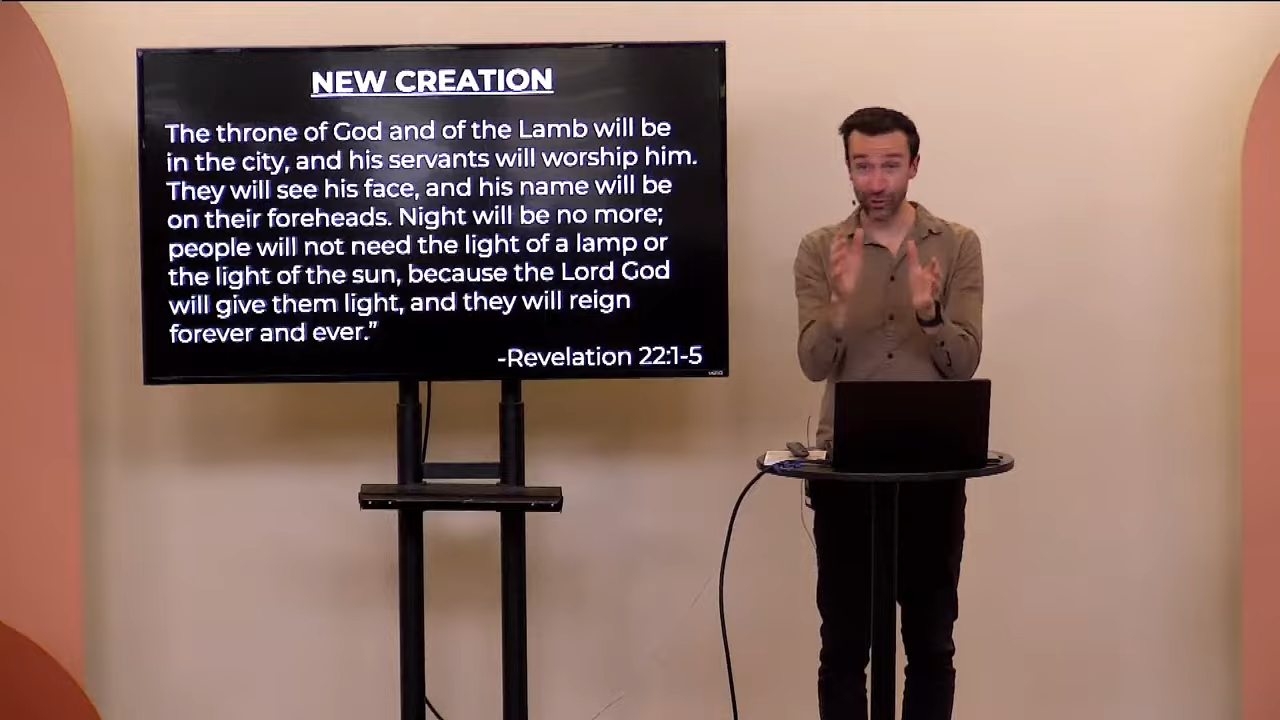 NEW CREATION
The throne of God and of the Lamb will be
in the city, and his servants will worship him.
They will see his face, and his name will be
on their foreheads. Night will be no more;
people will not need the light of a lamp or
the light of the sun, because the Lord God
will give them light, and they will reign
forever and ever.”
-Revelation 22:1-5